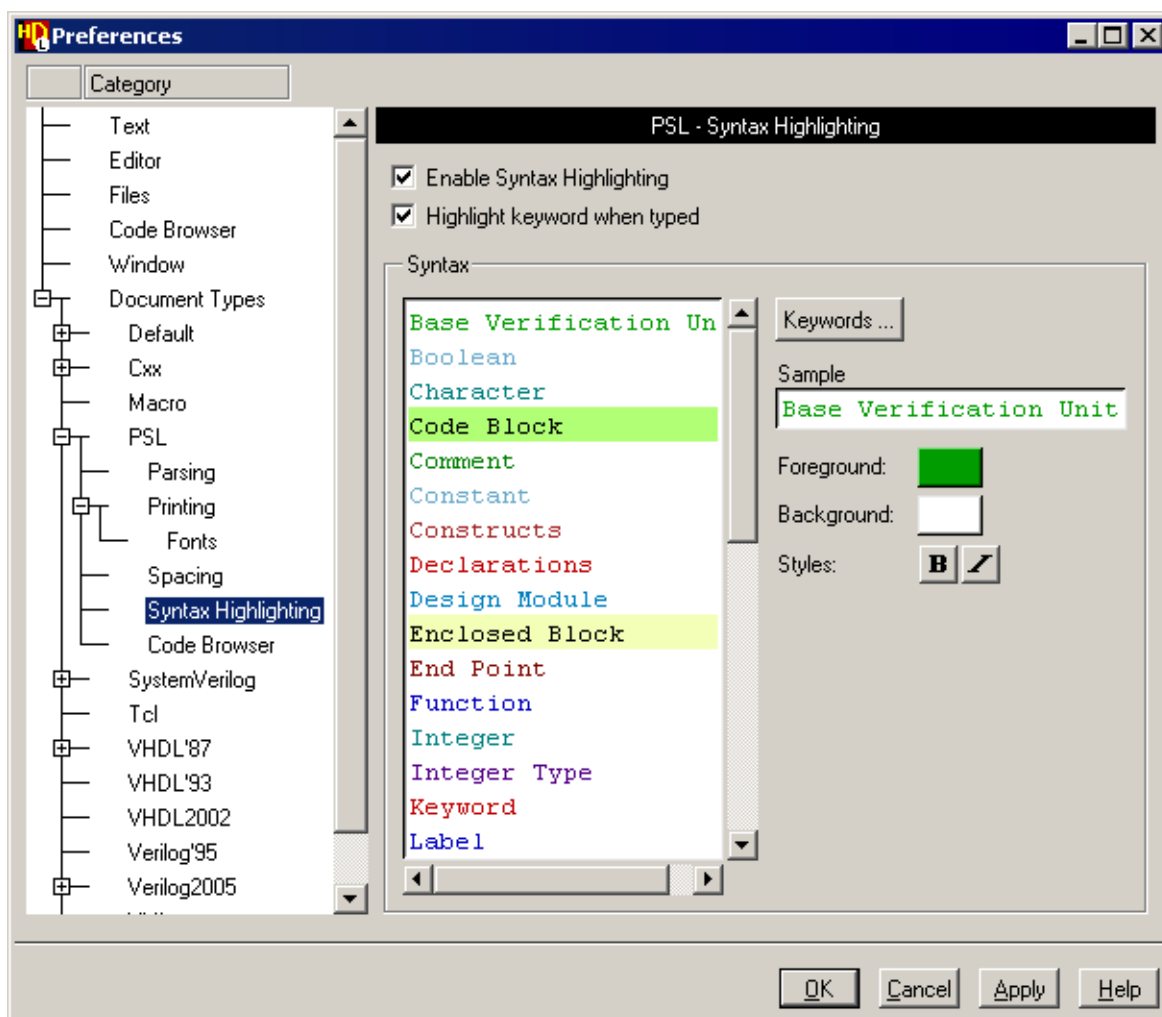 HDL Preferences
Category
Text
Editor
Files
Code Browser
Window
Document Types
Default
Cxx
Macro
PSL
Parsing
Printing
Fonts
Spacing
Syntax Highlighting
Code Browser
SystemVerilog
Tcl
VHDL'87
VHDL'93
VHDL2002
Verilog'95
Verilog2005
PSL - Syntax Highlighting
Enable Syntax Highlighting
Highlight keyword when typed
Syntax
Base Verification Un
Boolean
Character
Code Block
Comment
Constant
Constructs
Declarations
Design Module
Enclosed Block
End Point
Function
Integer
Integer Type
Keyword
Label
Keywords ...
Sample
Base Verification Unit
Foreground:
Background:
Styles: B I
OK Cancel Apply Help